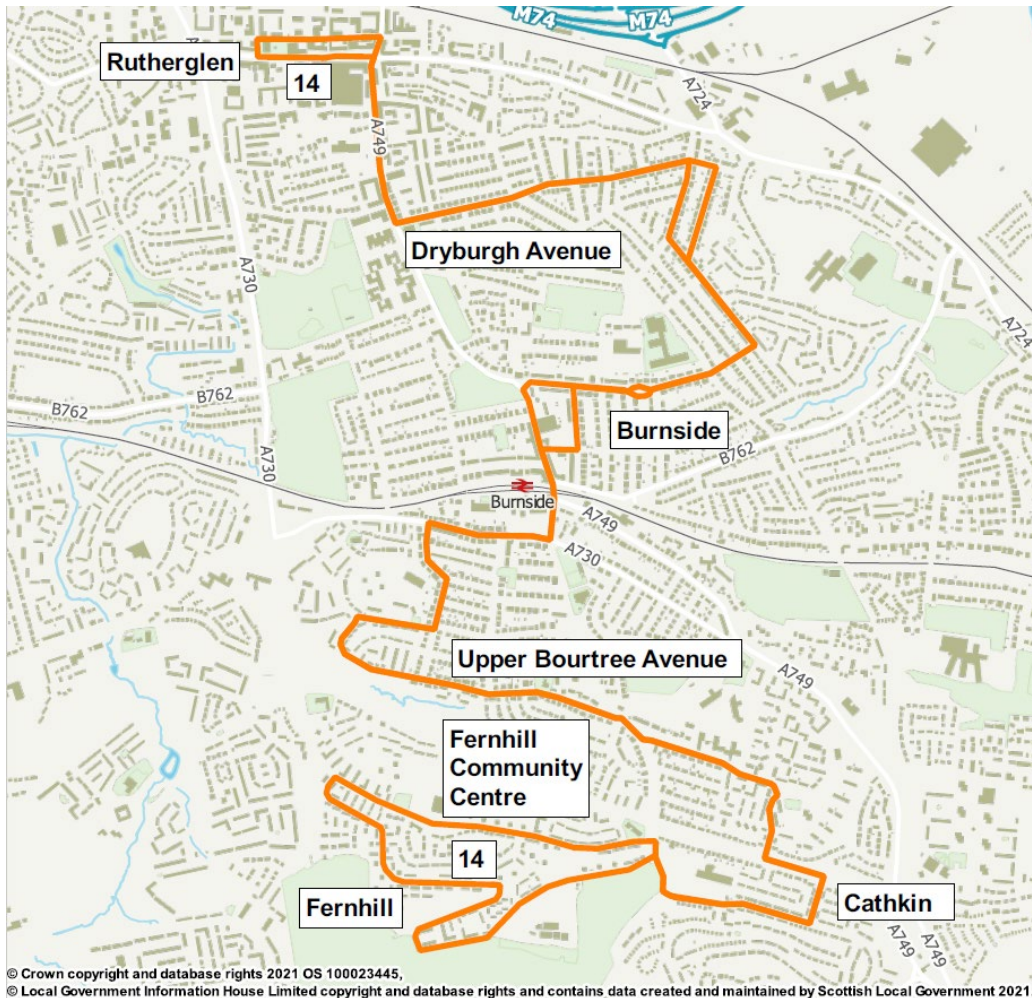 M74
M74
Rutherglen
14
A724
A749
Dryburgh Avenue
A730
A724
B762
B762
Burnside
B762
A730
Burnside
A749
A730
Upper Bourtree Avenue
A749
Fernhill
Community
Centre
14
Fernhill
Cathkin
A749
A749
© Crown copyright and database rights 2021 OS 100023445,
© Local Government Information House Limited copyright and database rights and contains data created and maintained by Scottish Local Government 2021